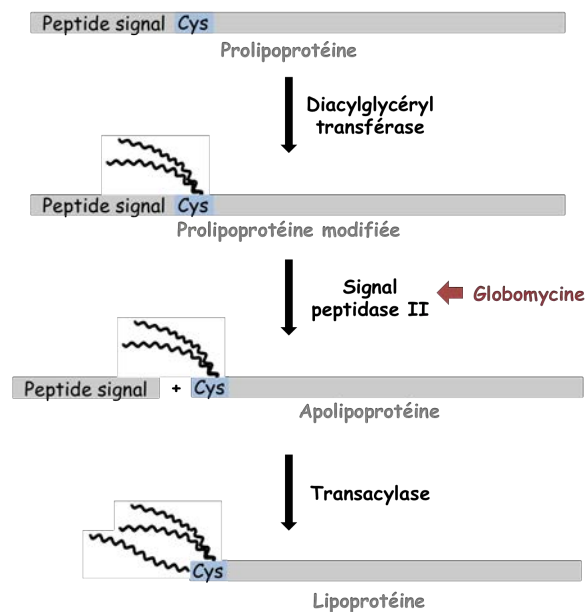 Peptide signal Cys
Prolipoprotéine
Diacylglycéryl
transférase
Peptide signal Cys
Prolipoprotéine modifiée
Signal
peptidase II
Globomycine
Peptide signal + Cys
Apolipoprotéine
Transacylase
Cys
Lipoprotéine